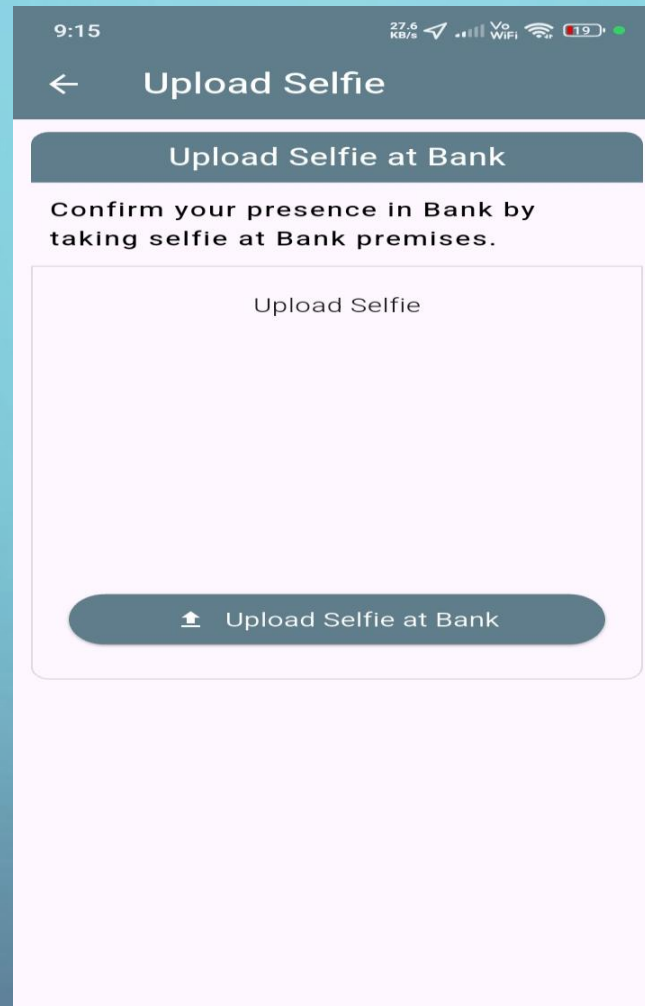 9:15 27.6 KB/s Vo WiFi 19
Upload Selfie
Upload Selfie at Bank
Confirm your presence in Bank by
taking selfie at Bank premises.
Upload Selfie
Upload Selfie at Bank